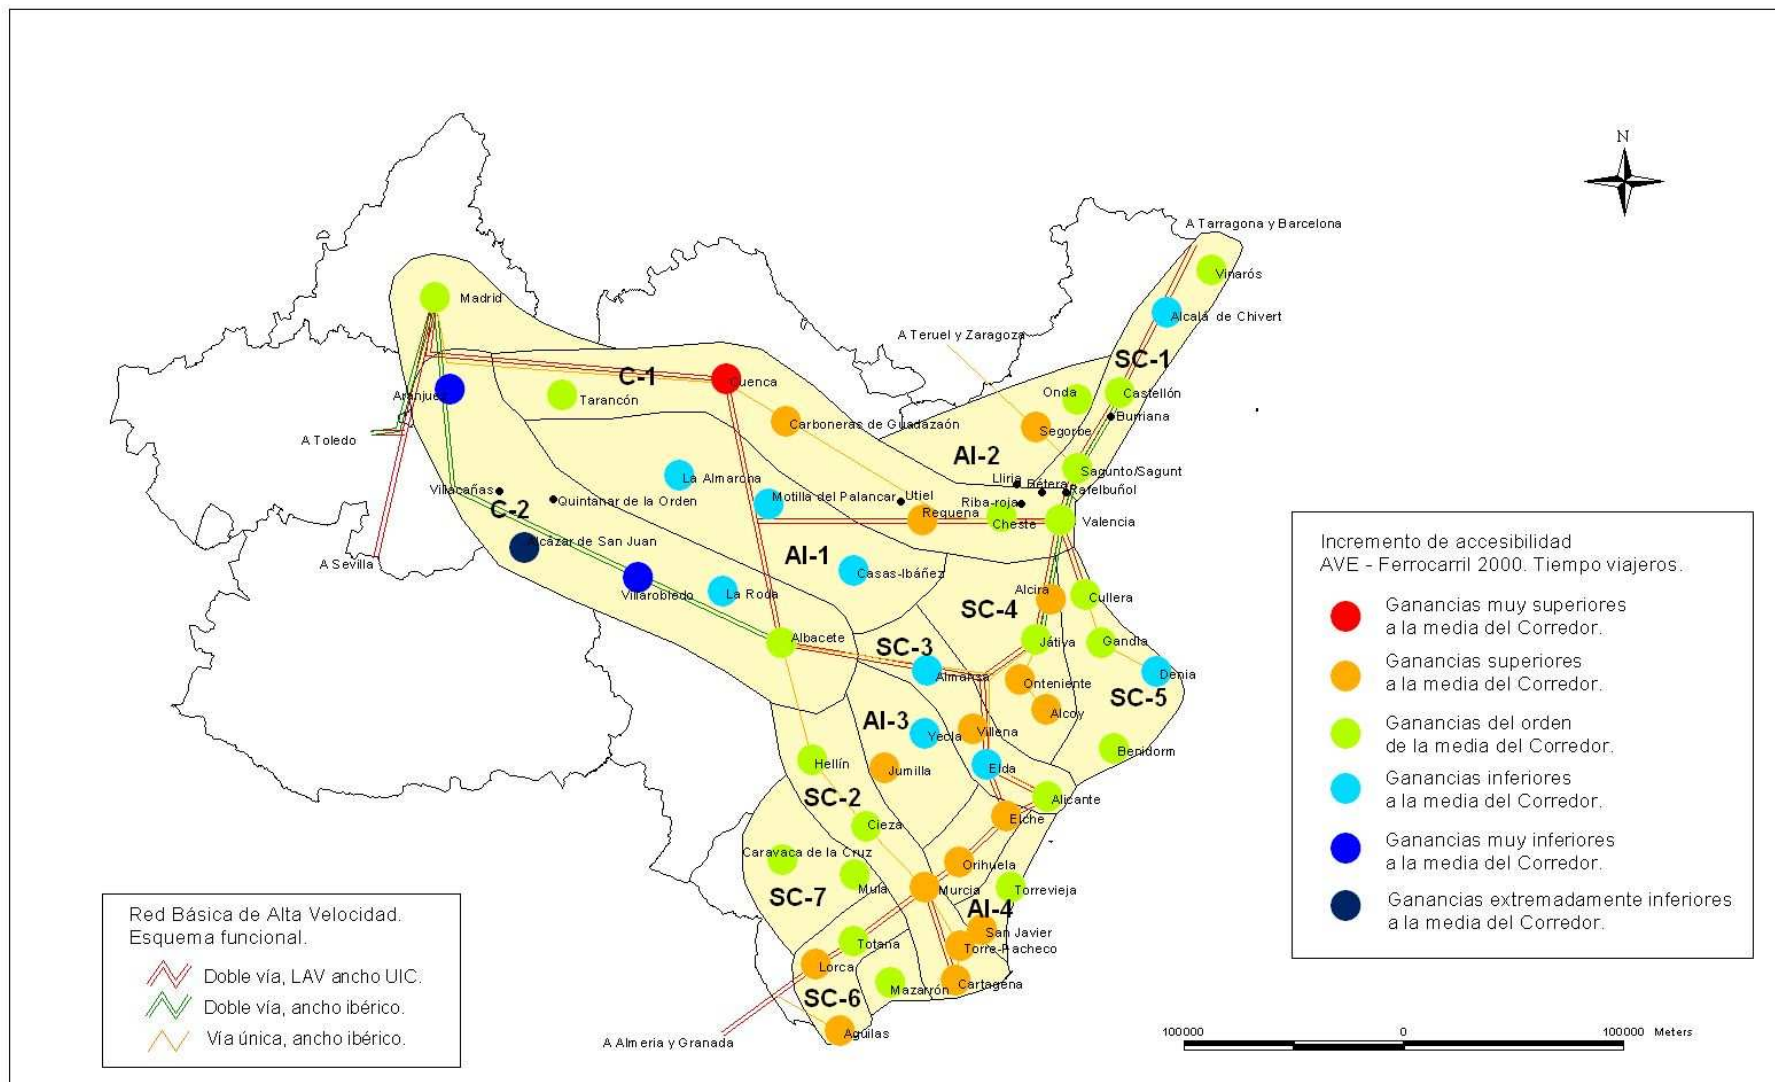 N
A Tarragona y Barcelona
Vinarós
Madrid
Alcalá de Chivert
A Teruel y Zaragoza
SC-1
C-1
Cuenca
Aranjuez
Tarancón
Onda
Castellón
Burriana
Carboneras de Guadazaón
Segorbe
A Toledo
AI-2
Sagunto/Sagunt
La Almarcha
Lliria
Bétera
Rafelbuñol
Villacañas
Quintanar de la Orden
Motilla del Palancar
Utiel
Riba-roja
C-2
Requena
Cheste
Valencia
Alcázar de San Juan
A Sevilla
AI-1
Casas-Ibáñez
Villarobledo
La Roda
Alcira
Cullera
SC-4
Albacete
SC-3
Játiva
Gandía
Almansa
Onteniente
Denia
SC-5
AI-3
Alcoy
Yecla
Villena
Benidorm
Hellín
Jumilla
Elda
SC-2
Alicante
Elche
Cieza
Caravaca de la Cruz
Orihuela
Mula
Murcia
Torrevieja
SC-7
AI-4
San Javier
Totana
Torre-Pacheco
Lorca
Mazarrón
Cartagena
SC-6
Aguilas
A Almeria y Granada
Incremento de accesibilidad
AVE - Ferrocarril 2000. Tiempo viajeros.
Ganancias muy superiores
a la media del Corredor.
Ganancias superiores
a la media del Corredor.
Ganancias del orden
de la media del Corredor.
Ganancias inferiores
a la media del Corredor.
Ganancias muy inferiores
a la media del Corredor.
Ganancias extremadamente inferiores
a la media del Corredor.
Red Básica de Alta Velocidad.
Esquema funcional.
Doble vía, LAV ancho UIC.
Doble vía, ancho ibérico.
Vía única, ancho ibérico.
100000 0 100000 Meters